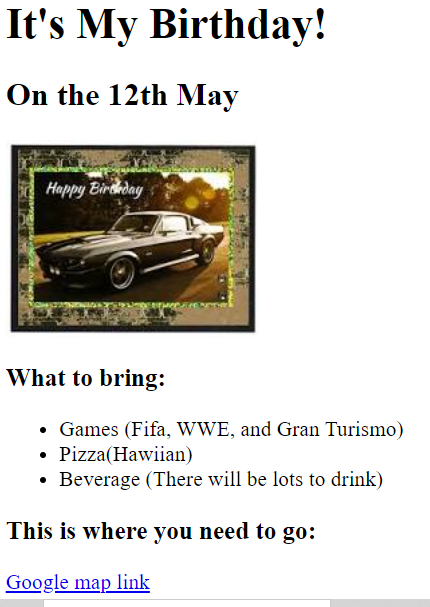 It's My Birthday!
On the 12th May
Happy Birthday
What to bring:
Games (Fifa, WWE, and Gran Turismo)
Pizza(Hawiian)
Beverage (There will be lots to drink)
This is where you need to go:
Google map link